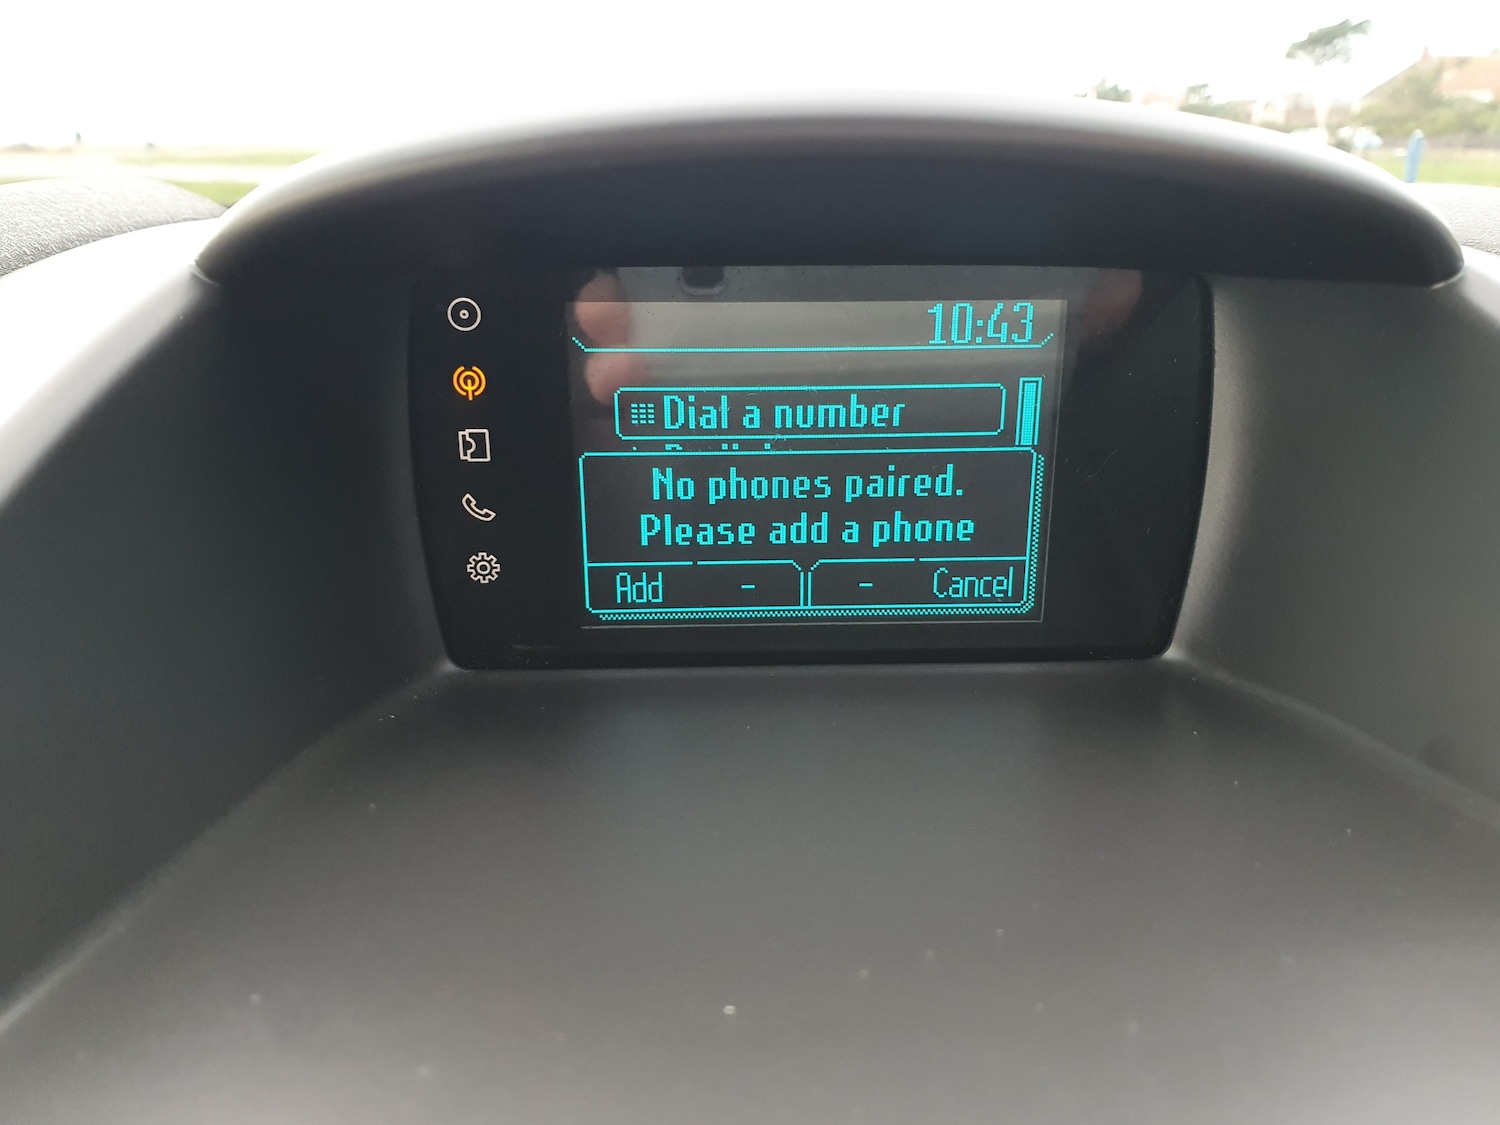 10:43
Dial a number
No phones paired.
Please add a phone
Add - - Cancel